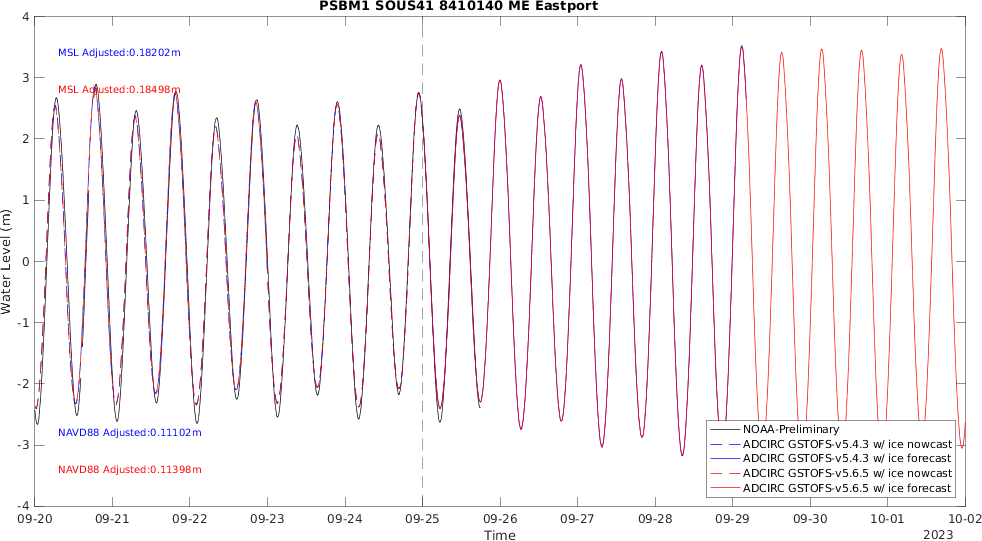 PSBM1 SOUS41 8410140 ME Eastport
MSL Adjusted:0.18202m
MSL Adjusted:0.18498m
NAVD88 Adjusted:0.11102m
NAVD88 Adjusted:0.11398m
Water Level (m)
4
3
2
1
0
-1
-2
-3
-4
NOAA-Preliminary
ADCIRC GSTOFS-v5.4.3 w/ ice nowcast
ADCIRC GSTOFS-v5.4.3 w/ ice forecast
ADCIRC GSTOFS-v5.6.5 w/ ice nowcast
ADCIRC GSTOFS-v5.6.5 w/ ice forecast
09-20 09-21 09-22 09-23 09-24 09-25 09-26 09-27 09-28 09-29 09-30 10-01 10-02
Time
2023